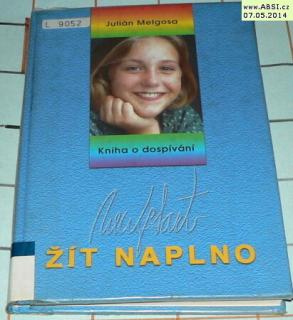 www.ABSI.cz
07.05.2014
L 9052
Julián Melgosa
Kniha o dospívání
ŽÍT NAPLNO